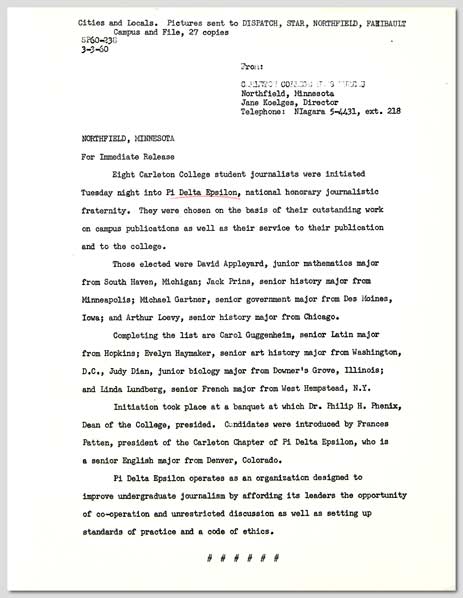 Cities and Locals. Pictures sent to DISPATCH, STAR, NORTHFIELD, FARIBAULT
Campus and File, 27 copies
SP60-238
3-9-60
From:
CARLETON COLLEGE NEWS
Northfield, Minnesota
Jane Koelges, Director
Telephone: NIagara 5-4431, ext. 218
NORTHFIELD, MINNESOTA
For Immediate Release
Eight Carleton College student journalists were initiated
Tuesday night into Pi Delta Epsilon, national honorary journalistic
fraternity. They were chosen on the basis of their outstanding work
on campus publications as well as their service to their publication
and to the college.
Those elected were David Appleyard, junior mathematics major
from South Haven, Michigan; Jack Prins, senior history major from
Minneapolis; Michael Gartner, senior government major from Des Moines,
Iowa; and Arthur Loevy, senior history major from Chicago.
Completing the list are Carol Guggenheim, senior Latin major
from Hopkins; Evelyn Haymaker, senior art history major from Washington,
D.C., Judy Dian, junior biology major from Downer's Grove, Illinois;
and Linda Lundberg, senior French major from West Hempstead, N.Y.
Initiation took place at a banquet at which Dr. Philip H. Phenix,
Dean of the College, presided. Candidates were introduced by Frances
Patten, president of the Carleton Chapter of Pi Delta Epsilon, who is
a senior English major from Denver, Colorado.
Pi Delta Epsilon operates as an organization designed to
improve undergraduate journalism by affording its leaders the opportunity
of co-operation and unrestricted discussion as well as setting up
standards of practice and a code of ethics.
# # # # # #